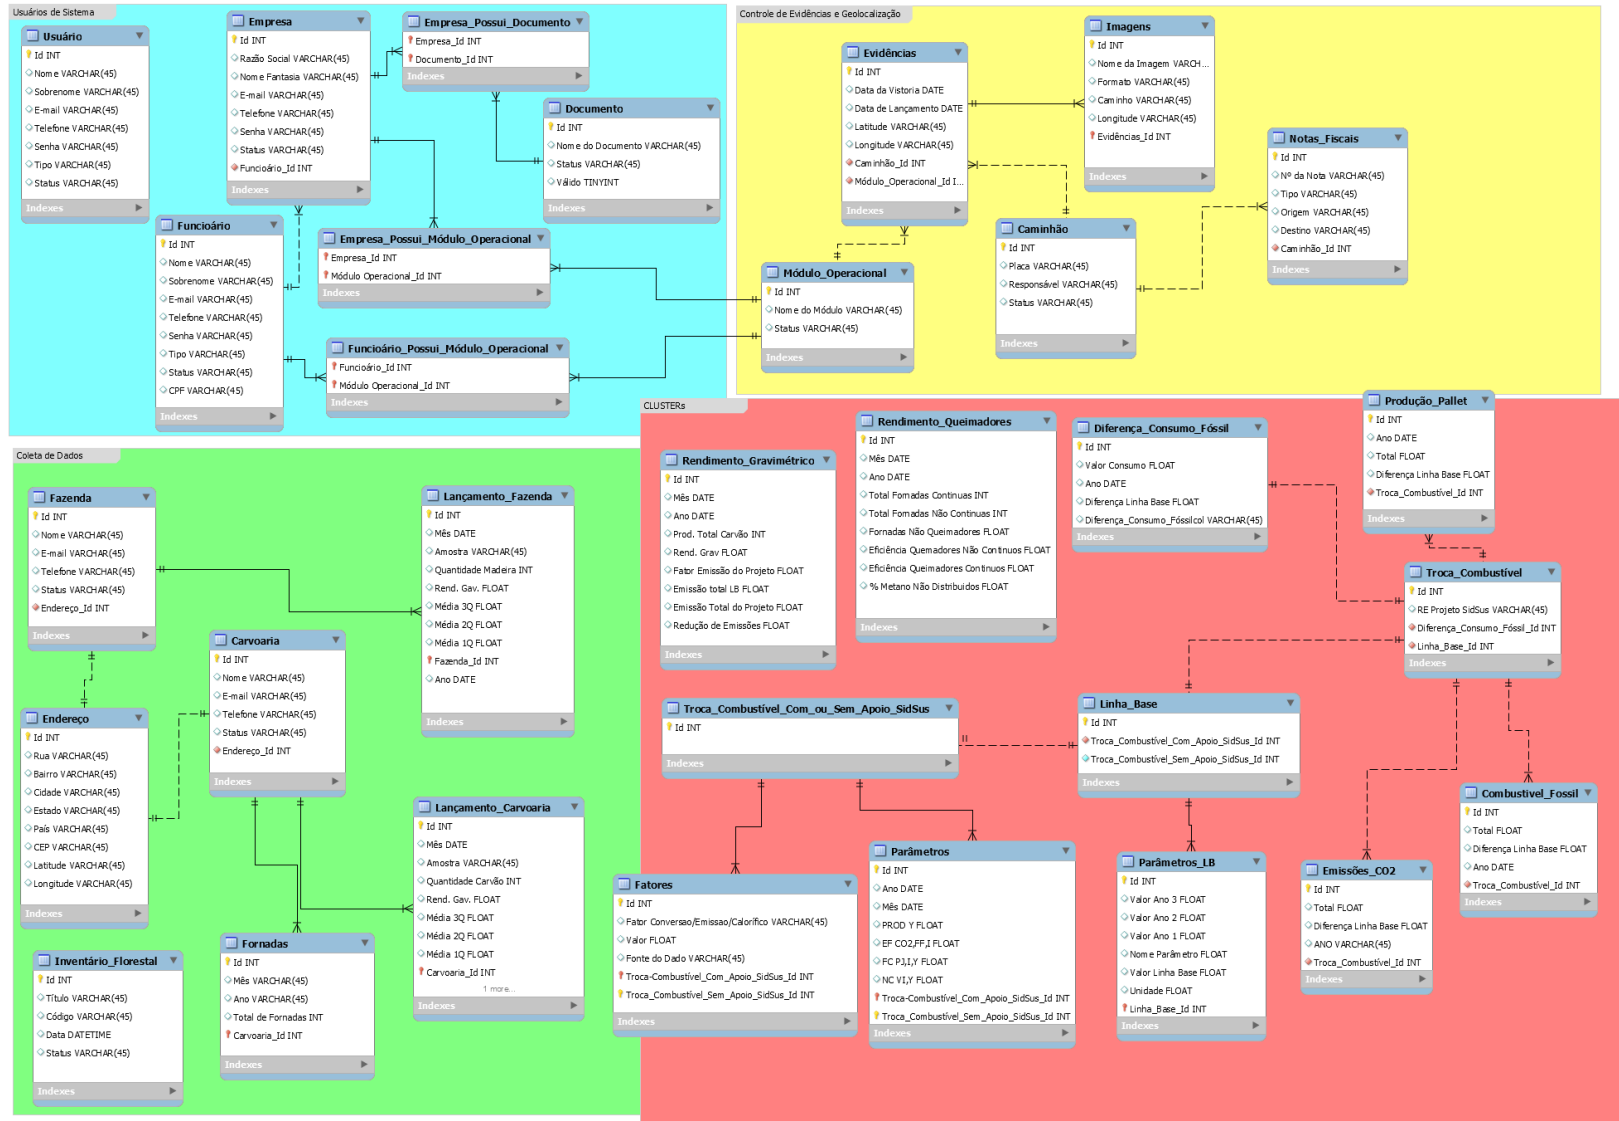 Usuários de Sistema
Usuário
Id INT
Nome VARCHAR(45)
Sobrenome VARCHAR(45)
E-mail VARCHAR(45)
Telefone VARCHAR(45)
Senha VARCHAR(45)
Tipo VARCHAR(45)
Status VARCHAR(45)
Indexes
Empresa
Id INT
Razão Social VARCHAR(45)
Nome Fantasia VARCHAR(45)
E-mail VARCHAR(45)
Telefone VARCHAR(45)
Senha VARCHAR(45)
Status VARCHAR(45)
Funcioário_Id INT
Indexes
Empresa_Possui_Documento
Empresa_Id INT
Documento_Id INT
Indexes
Documento
Id INT
Nome do Documento VARCHAR(45)
Status VARCHAR(45)
Válido TINYINT
Indexes
Funcioário
Id INT
Nome VARCHAR(45)
Sobrenome VARCHAR(45)
E-mail VARCHAR(45)
Telefone VARCHAR(45)
Senha VARCHAR(45)
Tipo VARCHAR(45)
Status VARCHAR(45)
CPF VARCHAR(45)
Indexes
Empresa_Possui_Módulo_Operacional
Empresa_Id INT
Módulo Operacional_Id INT
Indexes
Funcioário_Possui_Módulo_Operacional
Funcioário_Id INT
Módulo Operacional_Id INT
Indexes
Controle de Evidências e Geolocalização
Evidências
Id INT
Data da Vistoria DATE
Data de Lançamento DATE
Latitude VARCHAR(45)
Longitude VARCHAR(45)
Caminhão_Id INT
Módulo_Operacional_Id I...
Indexes
Imagens
Id INT
Nome da Imagem VARCH...
Formato VARCHAR(45)
Caminho VARCHAR(45)
Longitude VARCHAR(45)
Evidências_Id INT
Indexes
Notas_Fiscais
Id INT
Nº da Nota VARCHAR(45)
Tipo VARCHAR(45)
Origem VARCHAR(45)
Destino VARCHAR(45)
Caminhão_Id INT
Indexes
Caminhão
Id INT
Placa VARCHAR(45)
Responsável VARCHAR(45)
Status VARCHAR(45)
Indexes
Módulo_Operacional
Id INT
Nome do Módulo VARCHAR(45)
Status VARCHAR(45)
Indexes
Coleta de Dados
Fazenda
Id INT
Nome VARCHAR(45)
E-mail VARCHAR(45)
Telefone VARCHAR(45)
Status VARCHAR(45)
Endereço_Id INT
Indexes
Lançamento_Fazenda
Id INT
Mês DATE
Amostra VARCHAR(45)
Quantidade Madeira INT
Rend. Gav. FLOAT
Média 3Q FLOAT
Média 2Q FLOAT
Média 1Q FLOAT
Fazenda_Id INT
Ano DATE
Indexes
Carvoaria
Id INT
Nome VARCHAR(45)
E-mail VARCHAR(45)
Telefone VARCHAR(45)
Status VARCHAR(45)
Endereço_Id INT
Indexes
Endereço
Id INT
Rua VARCHAR(45)
Bairro VARCHAR(45)
Cidade VARCHAR(45)
Estado VARCHAR(45)
País VARCHAR(45)
CEP VARCHAR(45)
Latitude VARCHAR(45)
Longitude VARCHAR(45)
Indexes
Lançamento_Carvoaria
Id INT
Mês DATE
Amostra VARCHAR(45)
Quantidade Carvão INT
Rend. Gav. FLOAT
Média 3Q FLOAT
Média 2Q FLOAT
Média 1Q FLOAT
Carvoaria_Id INT
1 more...
Indexes
Fornadas
Id INT
Mês VARCHAR(45)
Ano VARCHAR(45)
Total de Fornadas INT
Carvoaria_Id INT
Indexes
Inventário_Florestal
Id INT
Título VARCHAR(45)
Código VARCHAR(45)
Data DATETIME
Status VARCHAR(45)
Indexes
CLUSTERs
Rendimento_Gravimétrico
Id INT
Mês DATE
Ano DATE
Prod. Total Carvão INT
Rend. Grav FLOAT
Fator Emissão do Projeto FLOAT
Emissão total LB FLOAT
Emissão Total do Projeto FLOAT
Redução de Emissões FLOAT
Indexes
Rendimento_Queimadores
Id INT
Mês DATE
Ano DATE
Total Fornadas Continuas INT
Total Fornadas Não Continuas INT
Fornadas Não Queimadores FLOAT
Eficiência Quemadores Não Continuos FLOAT
Eficiência Queimadores Continuos FLOAT
% Metano Não Distribuidos FLOAT
Indexes
Diferença_Consumo_Fóssil
Id INT
Valor Consumo FLOAT
Ano DATE
Diferença Linha Base FLOAT
Diferença_Consumo_Fóssilcol VARCHAR(45)
Indexes
Produção_Pallet
Id INT
Ano DATE
Total FLOAT
Diferença Linha Base FLOAT
Troca_Combustível_Id INT
Indexes
Troca_Combustível
Id INT
RE Projeto SidSus VARCHAR(45)
Diferença_Consumo_Fóssil_Id INT
Linha_Base_Id INT
Indexes
Troca_Combustível_Com_ou_Sem_Apoio_SidSus
Id INT
Indexes
Linha_Base
Id INT
Troca_Combustível_Com_Apoio_SidSus_Id INT
Troca_Combustível_Sem_Apoio_SidSus_Id INT
Indexes
Fatores
Id INT
Fator Conversao/Emissao/Calorífico VARCHAR(45)
Valor FLOAT
Fonte do Dado VARCHAR(45)
Troca-Combustível_Com_Apoio_SidSus_Id INT
Troca_Combustível_Sem_Apoio_SidSus_Id INT
Indexes
Parâmetros
Id INT
Ano DATE
Mês DATE
PROD Y FLOAT
EF CO2,FF,I FLOAT
FC PJ,I,Y FLOAT
NC VI,Y FLOAT
Troca-Combustível_Com_Apoio_SidSus_Id INT
Troca_Combustível_Sem_Apoio_SidSus_Id INT
Indexes
Parâmetros_LB
Id INT
Valor Ano 3 FLOAT
Valor Ano 2 FLOAT
Valor Ano 1 FLOAT
Nome Parâmetro FLOAT
Valor Linha Base FLOAT
Unidade FLOAT
Linha_Base_Id INT
Indexes
Emissões_CO2
Id INT
Total FLOAT
Diferença Linha Base FLOAT
ANO VARCHAR(45)
Troca_Combustível_Id INT
Indexes
Combustivel_Fossil
Id INT
Total FLOAT
Diferença Linha Base FLOAT
Ano DATE
Troca_Combustível_Id INT
Indexes